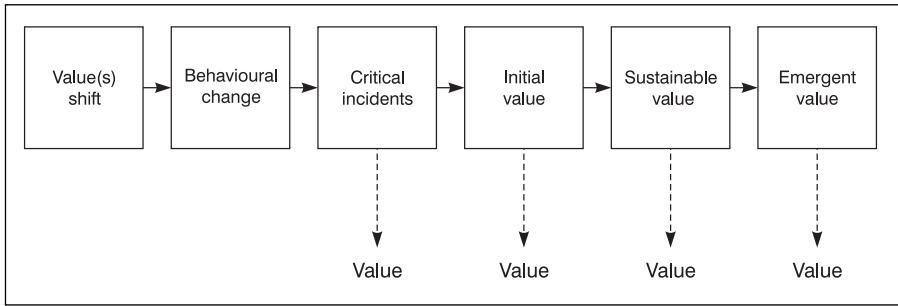 Value(s)
shift
Behavioural
change
Critical
incidents
Initial
value
Sustainable
value
Emergent
value
Value
Value
Value
Value